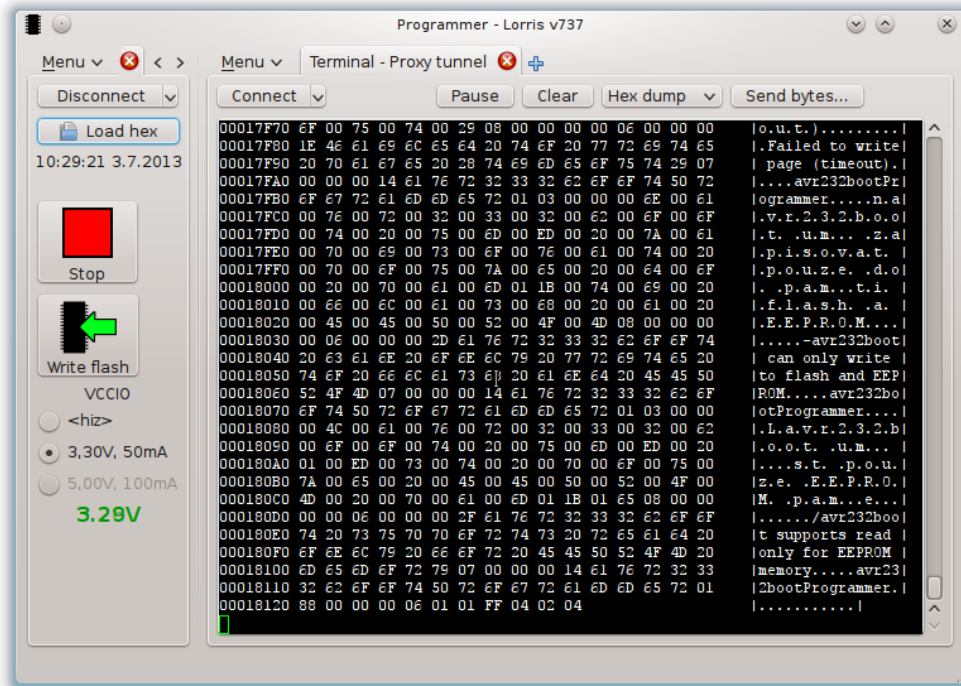 Programmer - Lorris v737
Menu
Disconnect
Load hex
10:29:21 3.7.2013
Stop
Write flash
VCCIO
<hiz>
3,30V, 50mA
5,00V, 100mA
3.29V
Menu
Terminal - Proxy tunnel
Connect
Pause
Clear
Hex dump
Send bytes...
00017F70 6F 00 75 00 74 00 29 08 00 00 00 00 06 00 00 00 |o.u.t.).........|
00017F80 1E 46 61 69 6C 65 64 20 74 6F 20 77 72 69 74 65 |.Failed to write|
00017F90 20 70 61 67 65 20 28 74 69 6D 65 6F 75 74 29 07 | page (timeout).|
00017FA0 00 00 00 14 61 76 72 32 33 32 62 6F 6F 74 50 72 |....avr232bootPr|
00017FB0 6F 67 72 61 6D 6D 65 72 01 03 00 00 00 6E 00 61 |ogrammer.....n.a|
00017FC0 00 76 00 72 00 32 00 33 00 32 00 62 00 6F 00 6F |.v.r.2.3.2.b.o.o|
00017FD0 00 74 00 20 00 75 00 6D 00 ED 00 20 00 7A 00 61 |.t. .u.m... .z.a|
00017FE0 00 70 00 69 00 73 00 6F 00 76 00 61 00 74 00 20 |.p.i.s.o.v.a.t. |
00017FF0 00 70 00 6F 00 75 00 7A 00 65 00 20 00 64 00 6F |.p.o.u.z.e. .d.o|
00018000 00 20 00 70 00 61 00 6D 01 1B 00 74 00 69 00 20 |. .p.a.m...t.i. |
00018010 00 66 00 6C 00 61 00 73 00 68 00 20 00 61 00 20 |.f.l.a.s.h. .a. |
00018020 00 45 00 45 00 50 00 52 00 4F 00 4D 08 00 00 00 |.E.E.P.R.O.M....|
00018030 00 06 00 00 00 2D 61 76 72 32 33 32 62 6F 6F 74 |.....-avr232boot|
00018040 20 63 61 6E 20 6F 6E 6C 79 20 77 72 69 74 65 20 | can only write |
00018050 74 6F 20 66 6C 61 73 68 20 61 6E 64 20 45 45 50 |to flash and EEP|
00018060 52 4F 4D 07 00 00 00 14 61 76 72 32 33 32 62 6F |ROM.....avr232bo|
00018070 6F 74 50 72 6F 67 72 61 6D 6D 65 72 01 03 00 00 |otProgrammer....|
00018080 00 4C 00 61 00 76 00 72 00 32 00 33 00 32 00 62 |.L.a.v.r.2.3.2.b|
00018090 00 6F 00 6F 00 74 00 20 00 75 00 6D 00 ED 00 20 |.o.o.t. .u.m... |
000180A0 01 00 ED 00 73 00 74 00 20 00 70 00 6F 00 75 00 |....s.t. .p.o.u.|
000180B0 7A 00 65 00 20 00 45 00 45 00 50 00 52 00 4F 00 |z.e. .E.E.P.R.O.|
000180C0 4D 00 20 00 70 00 61 00 6D 01 1B 01 65 08 00 00 |M. .p.a.m...e...|
000180D0 00 00 06 00 00 00 2F 61 76 72 32 33 32 62 6F 6F |....../avr232boo|
000180E0 74 20 73 75 70 70 6F 72 74 73 20 72 65 61 64 20 |t supports read |
000180F0 6F 6E 6C 79 20 66 6F 72 20 45 45 50 52 4F 4D 20 |only for EEPROM |
00018100 6D 65 6D 6F 72 79 07 00 00 00 14 61 76 72 32 33 |memory.....avr23|
00018110 32 62 6F 6F 74 50 72 6F 67 72 61 6D 6D 65 72 01 |2bootProgrammer.|
00018120 88 00 00 00 06 01 01 FF 04 02 04 |...........|